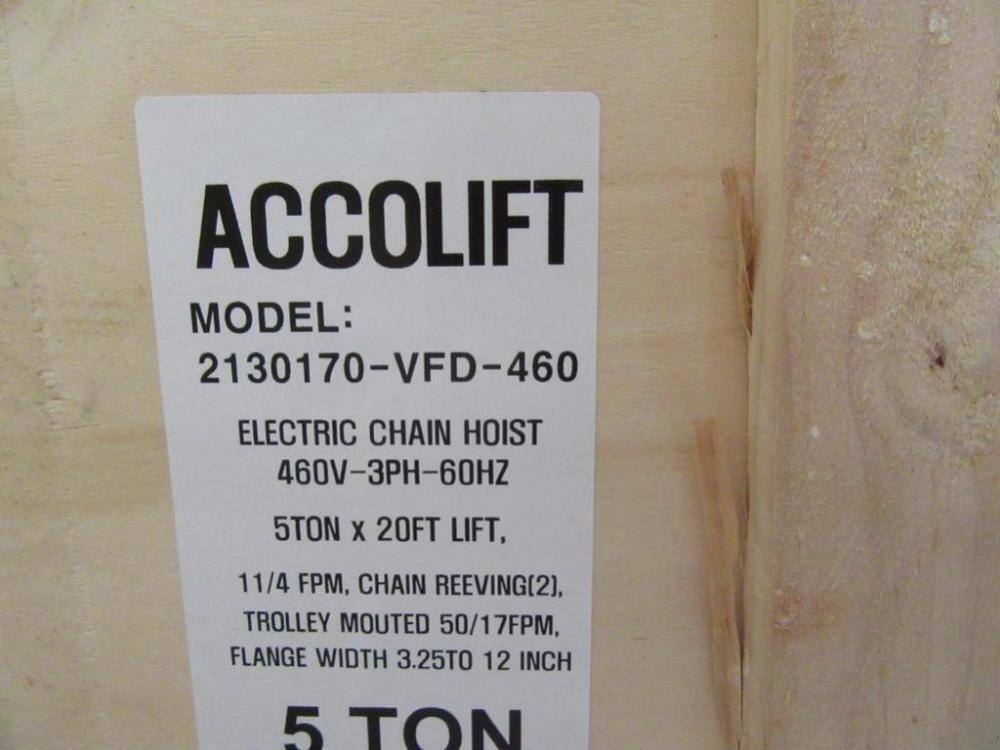 ACCOLIFT
MODEL:
2130170-VFD-460
ELECTRIC CHAIN HOIST
460V-3PH-60HZ
5TON x 20FT LIFT,
11/4 FPM, CHAIN REEVING(2),
TROLLEY MOUTED 50/17FPM,
FLANGE WIDTH 3.25TO 12 INCH
5 TON